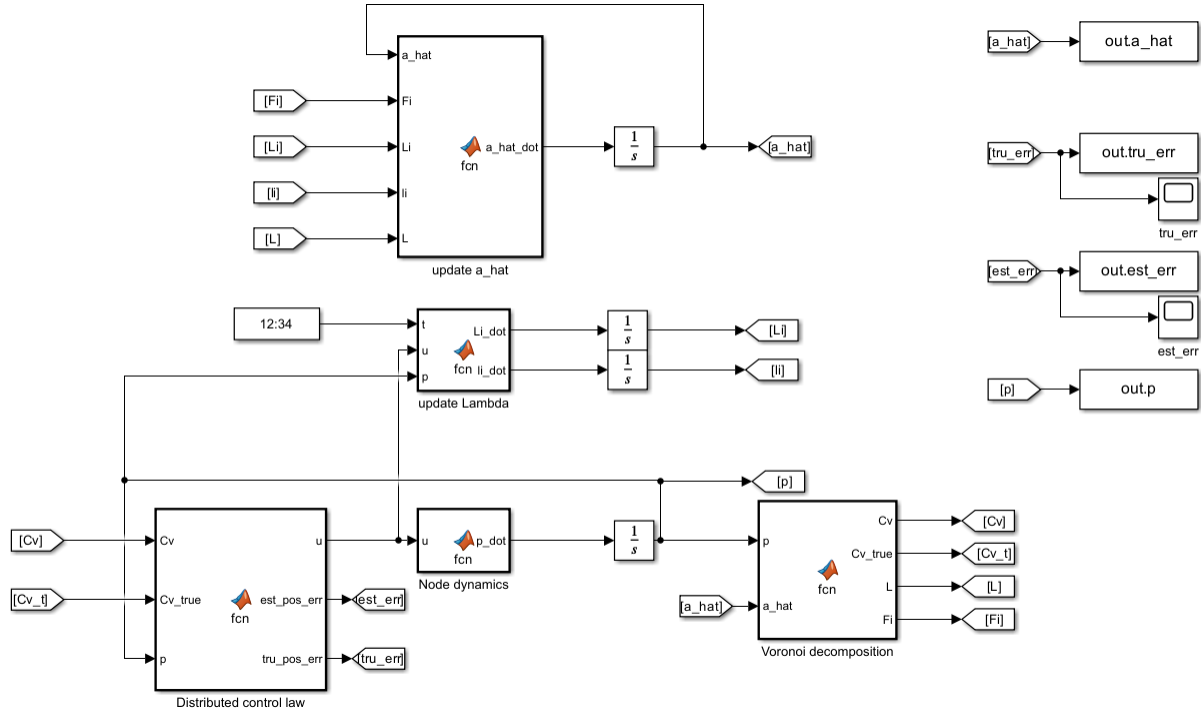 a_hat
[Fi]
Fi
[Li]
Li
[li]
li
[L]
L
fcn
a_hat_dot
1
s
[a_hat]
update a_hat
[a_hat]
out.a_hat
[tru_err]
out.tru_err
tru_err
[est_err]
out.est_err
est_err
[p]
out.p
12:34
t
u
p
fcn
Li_dot
li_dot
1
s
1
s
[Li]
[li]
update Lambda
[p]
[Cv]
Cv
[Cv_t]
Cv_true
p
fcn
u
est_pos_err
tru_pos_err
[est_err]
[tru_err]
Distributed control law
u
fcn
p_dot
Node dynamics
1
s
[a_hat]
p
a_hat
fcn
Cv
Cv_true
L
Fi
[Cv]
[Cv_t]
[L]
[Fi]
Voronoi decomposition